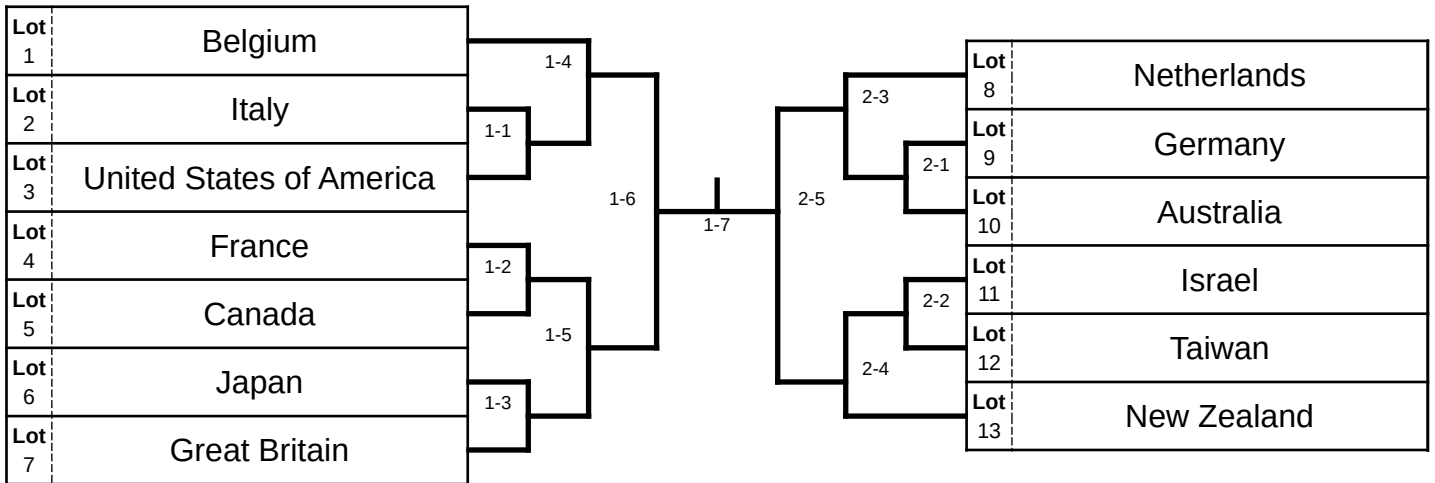 Lot
1
Belgium
Lot
2
Italy
Lot
3
United States of America
Lot
4
France
Lot
5
Canada
Lot
6
Japan
Lot
7
Great Britain
1-4
1-1
1-6
1-2
1-5
1-3
1-7
2-5
2-3
2-1
2-2
2-4
Lot
8
Netherlands
Lot
9
Germany
Lot
10
Australia
Lot
11
Israel
Lot
12
Taiwan
Lot
13
New Zealand